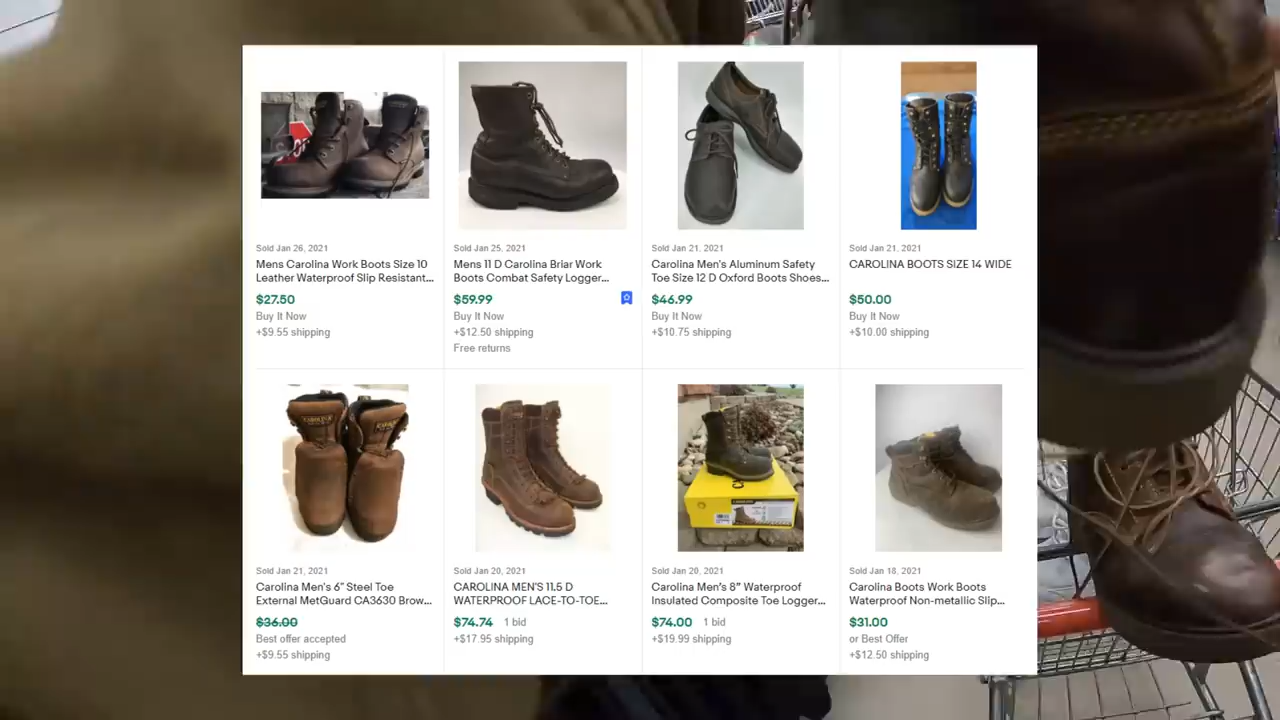 Sold Jan 26, 2021
Mens Carolina Work Boots Size 10
Leather Waterproof Slip Resistant...
$27.50
Buy It Now
+$9.55 shipping
Sold Jan 25, 2021
Mens 11 D Carolina Briar Work
Boots Combat Safety Logger...
$59.99
Buy It Now
+$12.50 shipping
Free returns
Sold Jan 21, 2021
Carolina Men's Aluminum Safety
Toe Size 12 D Oxford Boots Shoes...
$46.99
Buy It Now
+$10.75 shipping
Sold Jan 21, 2021
CAROLINA BOOTS SIZE 14 WIDE
$50.00
Buy It Now
+$10.00 shipping
Sold Jan 21, 2021
Carolina Men's 6" Steel Toe
External MetGuard CA3630 Brow...
$36.00
Best offer accepted
+$9.55 shipping
Sold Jan 20, 2021
CAROLINA MEN'S 11.5 D
WATERPROOF LACE-TO-TOE...
$74.74 1 bid
+$17.95 shipping
Sold Jan 20, 2021
Carolina Men's 8" Waterproof
Insulated Composite Toe Logger...
$74.00 1 bid
+$19.99 shipping
Sold Jan 18, 2021
Carolina Boots Work Boots
Waterproof Non-metallic Slip...
$31.00
or Best Offer
+$12.50 shipping